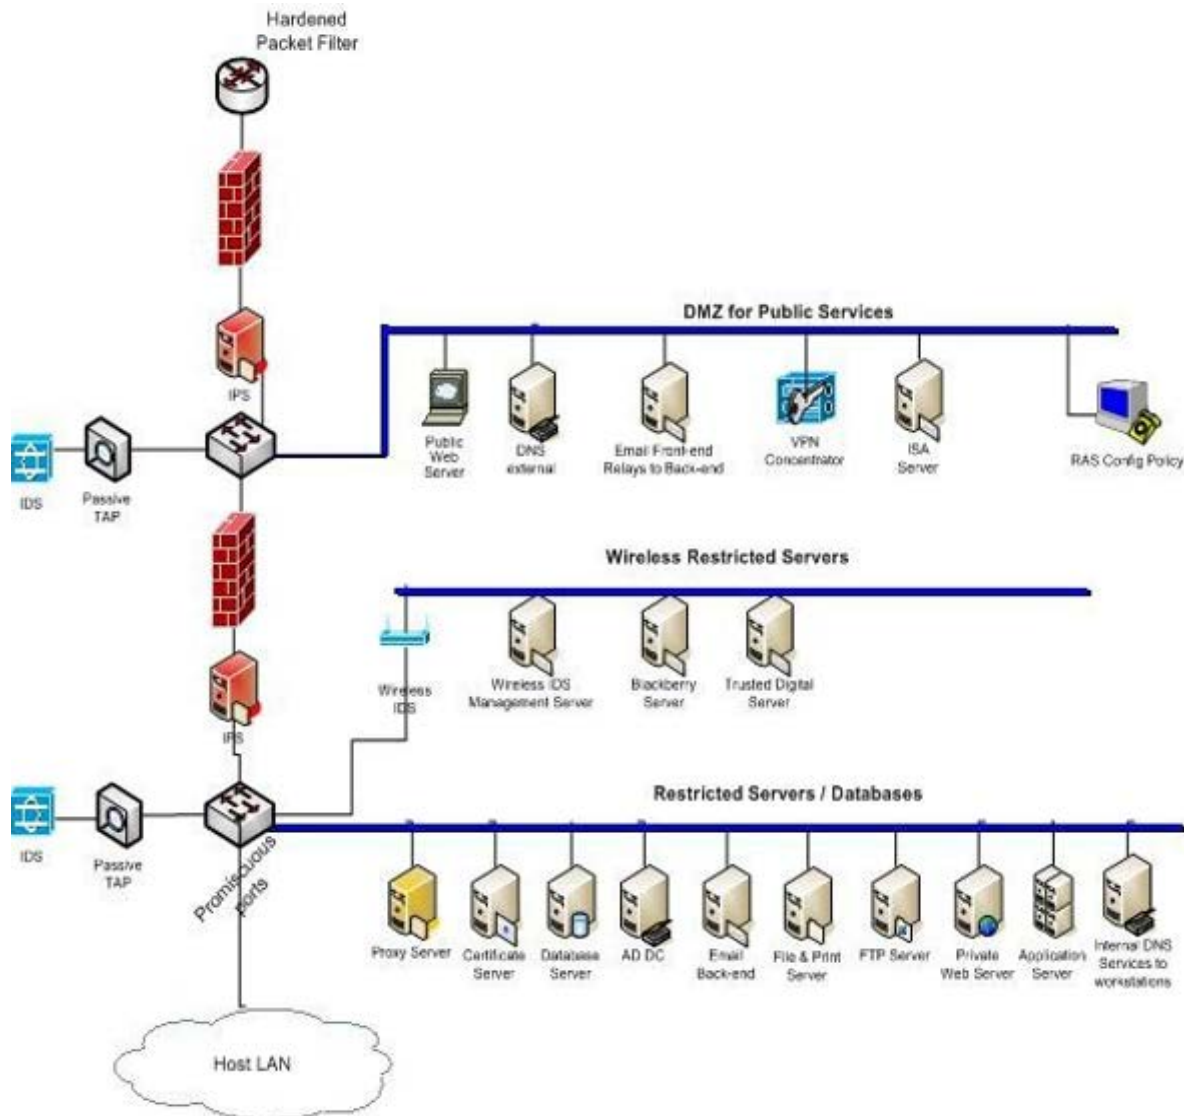 Hardened
Packet Filter
DMZ for Public Services
IPS
Public
Web
Server
DNS
external
Email Front-end
Relays to Back-end
VPN
Concentrator
ISA
Server
RAS Config Policy
IDS
Passive
TAP
Wireless Restricted Servers
Wireless
IDS
Wireless IDS
Management Server
Blackberry
Server
Trusted Digital
Server
IPS
Restricted Servers / Databases
IDS
Passive
TAP
Promiscuous
ports
Proxy Server
Certificate
Server
Database
Server
AD DC
Email
Back-end
File & Print
Server
FTP Server
Private
Web Server
Application
Server
Internal DNS
Services to
workstations
Host LAN